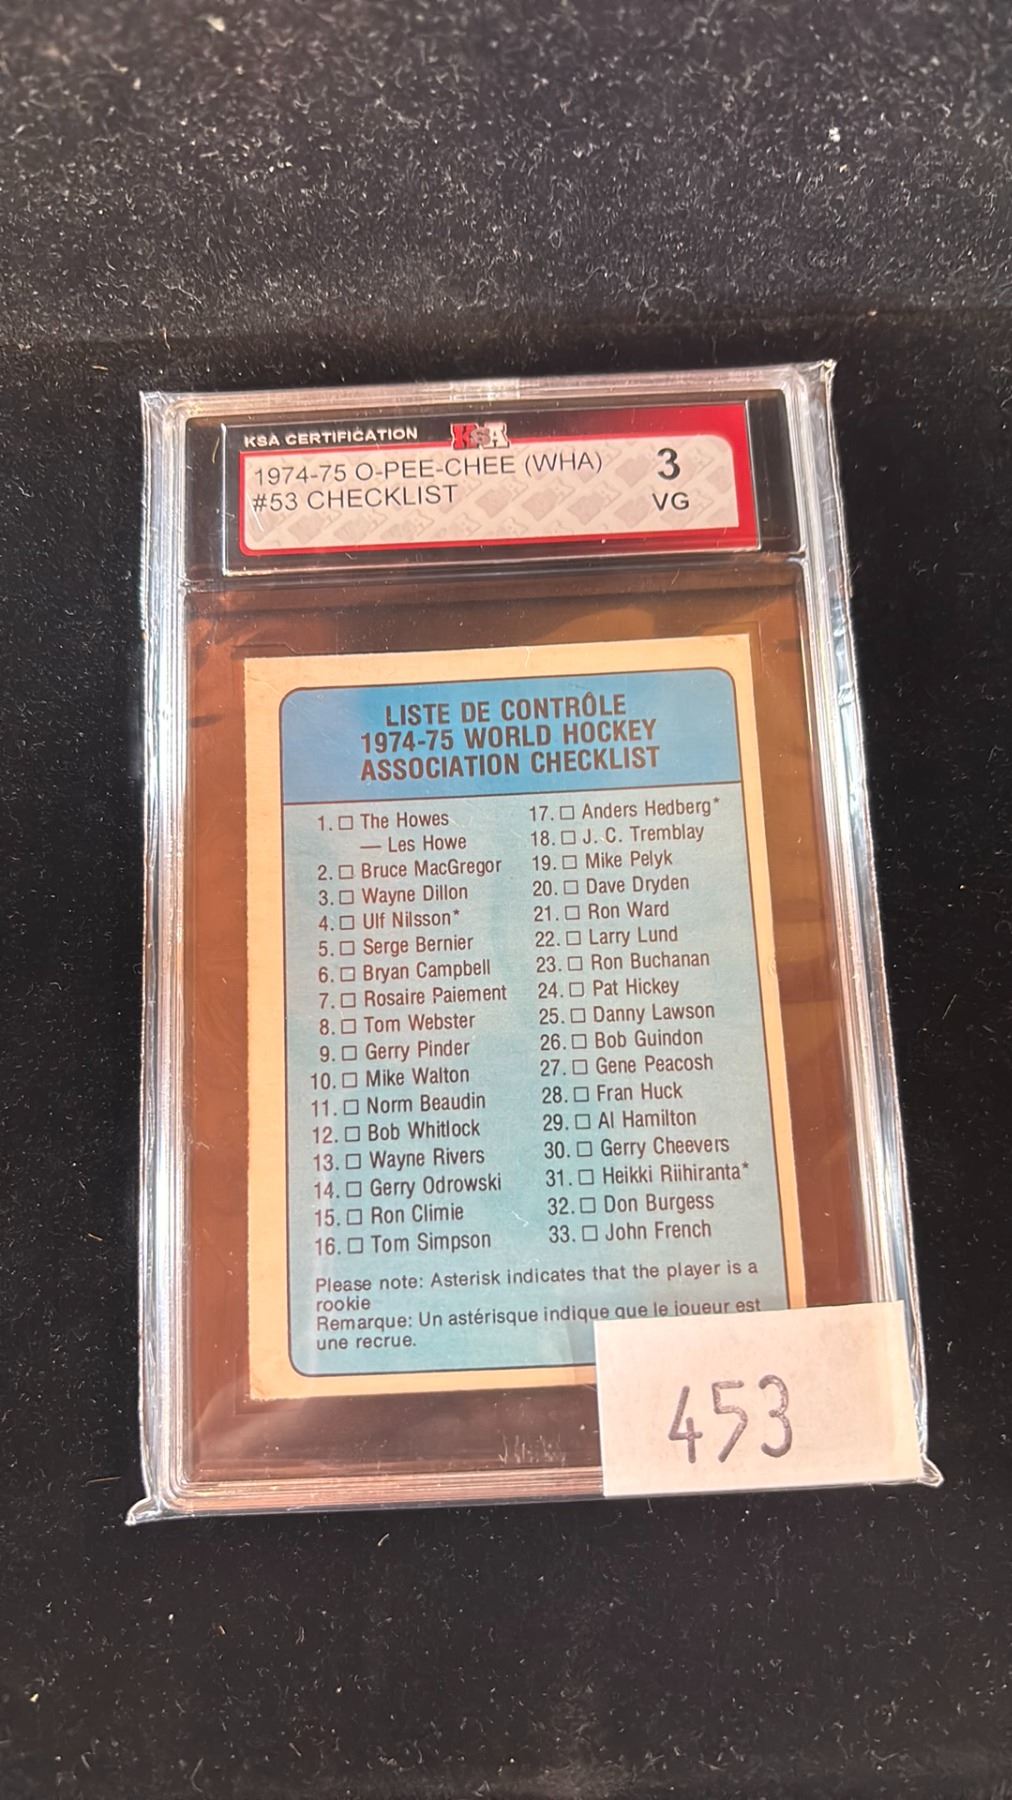 KSA CERTIFICATION KSA
1974-75 O-PEE-CHEE (WHA) 3
#53 CHECKLIST VG
LISTE DE CONTRÔLE
1974-75 WORLD HOCKEY
ASSOCIATION CHECKLIST
1. □ The Howes
— Les Howe
2. □ Bruce MacGregor
3. □ Wayne Dillon
4. □ Ulf Nilsson*
5. □ Serge Bernier
6. □ Bryan Campbell
7. □ Rosaire Paiement
8. □ Tom Webster
9. □ Gerry Pinder
10. □ Mike Walton
11. □ Norm Beaudin
12. □ Bob Whitlock
13. □ Wayne Rivers
14. □ Gerry Odrowski
15. □ Ron Climie
16. □ Tom Simpson
17. □ Anders Hedberg*
18. □ J. C. Tremblay
19. □ Mike Pelyk
20. □ Dave Dryden
21. □ Ron Ward
22. □ Larry Lund
23. □ Ron Buchanan
24. □ Pat Hickey
25. □ Danny Lawson
26. □ Bob Guindon
27. □ Gene Peacosh
28. □ Fran Huck
29. □ Al Hamilton
30. □ Gerry Cheevers
31. □ Heikki Riihiranta*
32. □ Don Burgess
33. □ John French
Please note: Asterisk indicates that the player is a
rookie
Remarque: Un astérisque indique que le joueur est
une recrue.
453